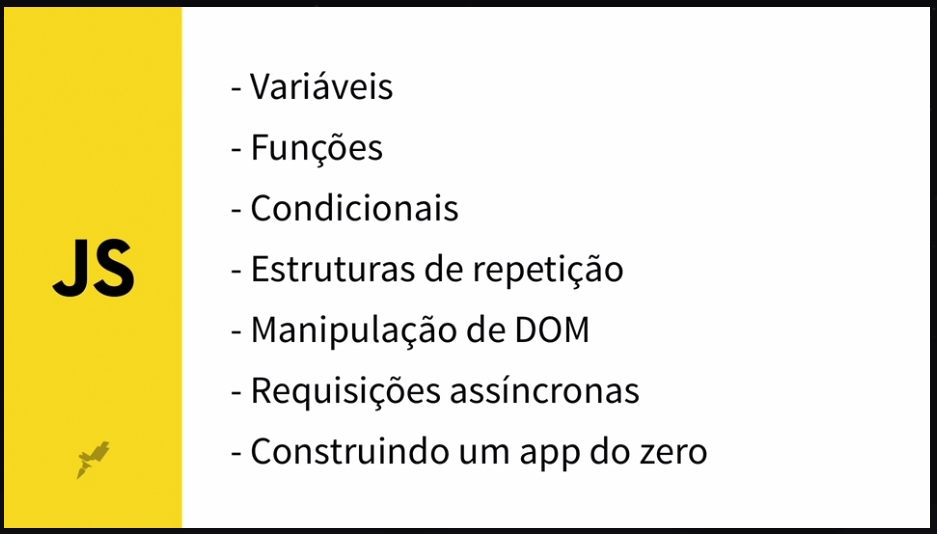 JS
- Variáveis
- Funções
- Condicionais
- Estruturas de repetição
- Manipulação de DOM
- Requisições assíncronas
- Construindo um app do zero